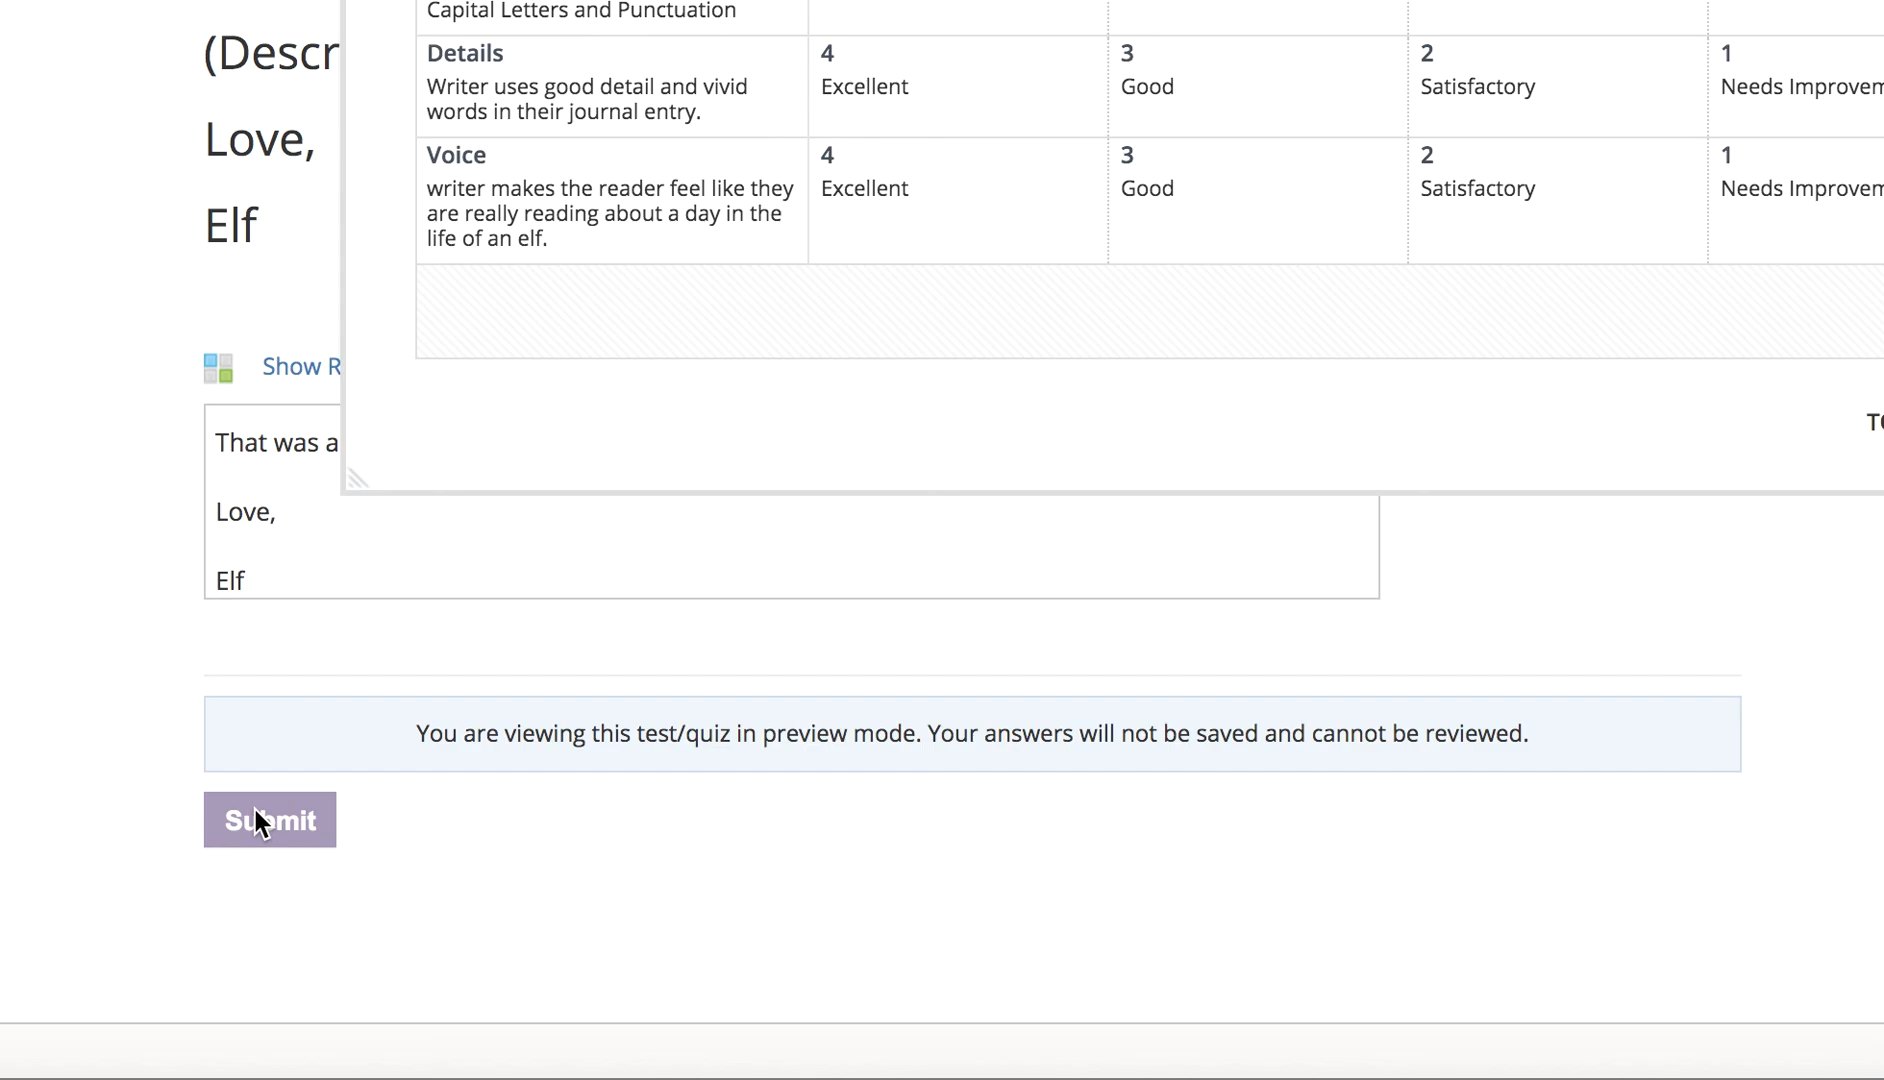 Capital Letters and Punctuation
(Descr
Details 4 3 2 1
Writer uses good detail and vivid Excellent Good Satisfactory Needs Improvem
words in their journal entry.
Love,
Voice 4 3 2 1
writer makes the reader feel like they Excellent Good Satisfactory Needs Improvem
are really reading about a day in the
life of an elf.
Elf
Show R
TO
That was a
Love,
Elf
You are viewing this test/quiz in preview mode. Your answers will not be saved and cannot be reviewed.
Submit